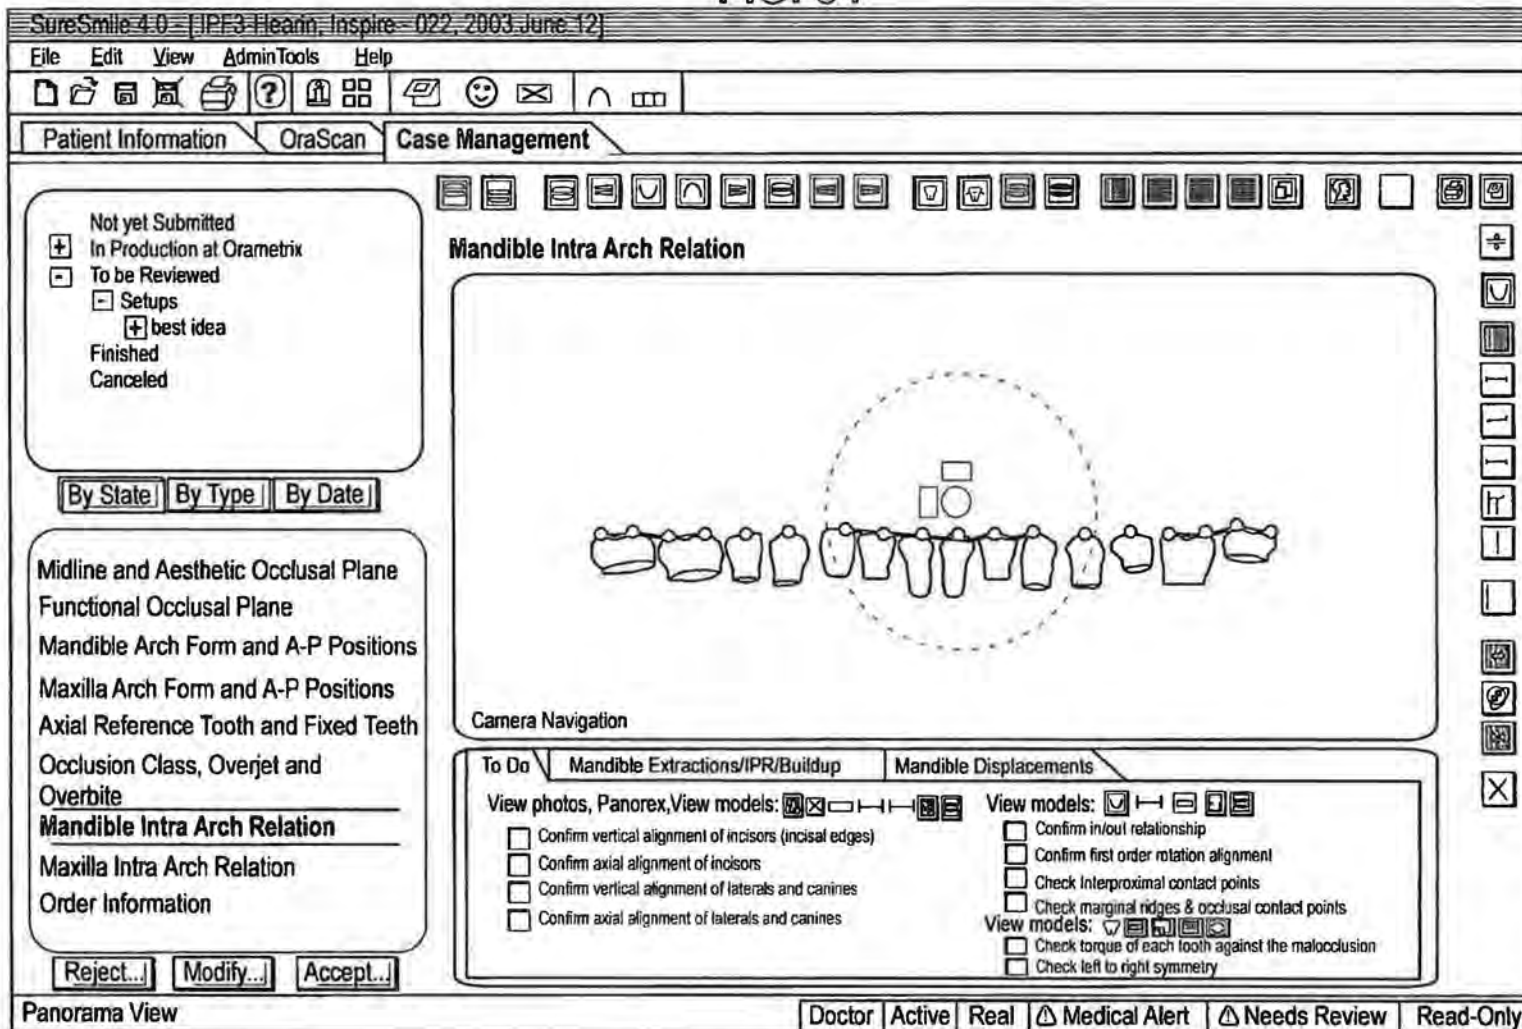 SureSmile 4.0 - [ IPF3-Hearin, Inspire - 022, 2003 June 12]
File Edit View AdminTools Help
Patient Information OraScan Case Management
Not yet Submitted
+ In Production at Orametrix
- To be Reviewed
- Setups
+ best idea
Finished
Canceled
By State By Type By Date
Midline and Aesthetic Occlusal Plane
Functional Occlusal Plane
Mandible Arch Form and A-P Positions
Maxilla Arch Form and A-P Positions
Axial Reference Tooth and Fixed Teeth
Occlusion Class, Overjet and
Overbite
Mandible Intra Arch Relation
Maxilla Intra Arch Relation
Order Information
Reject... Modify... Accept...
Mandible Intra Arch Relation
Camera Navigation
To Do Mandible Extractions/IPR/Buildup Mandible Displacements
View photos, Panorex,View models:
Confirm vertical alignment of incisors (incisal edges)
Confirm axial alignment of incisors
Confirm vertical alignment of laterals and canines
Confirm axial alignment of laterals and canines
View models:
Confirm in/out relationship
Confirm first order rotation alignment
Check Interproximal contact points
Check marginal ridges & occlusal contact points
View models:
Check torque of each tooth against the malocclusion
Check left to right symmetry
Panorama View Doctor Active Real Medical Alert Needs Review Read-Only